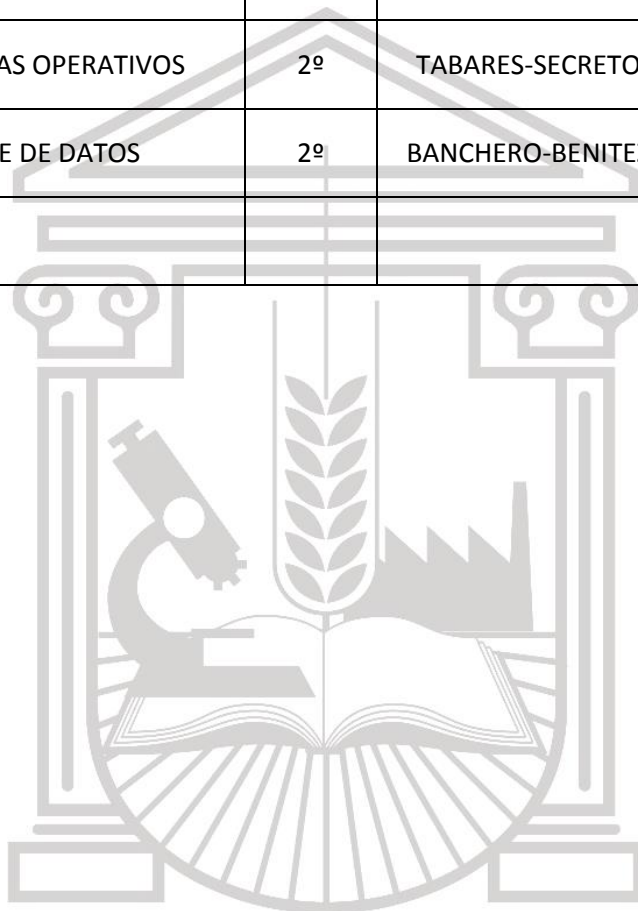 AS OPERATIVOS 2º TABARES-SECRETO
E DE DATOS 2º BANCHERO-BENITE